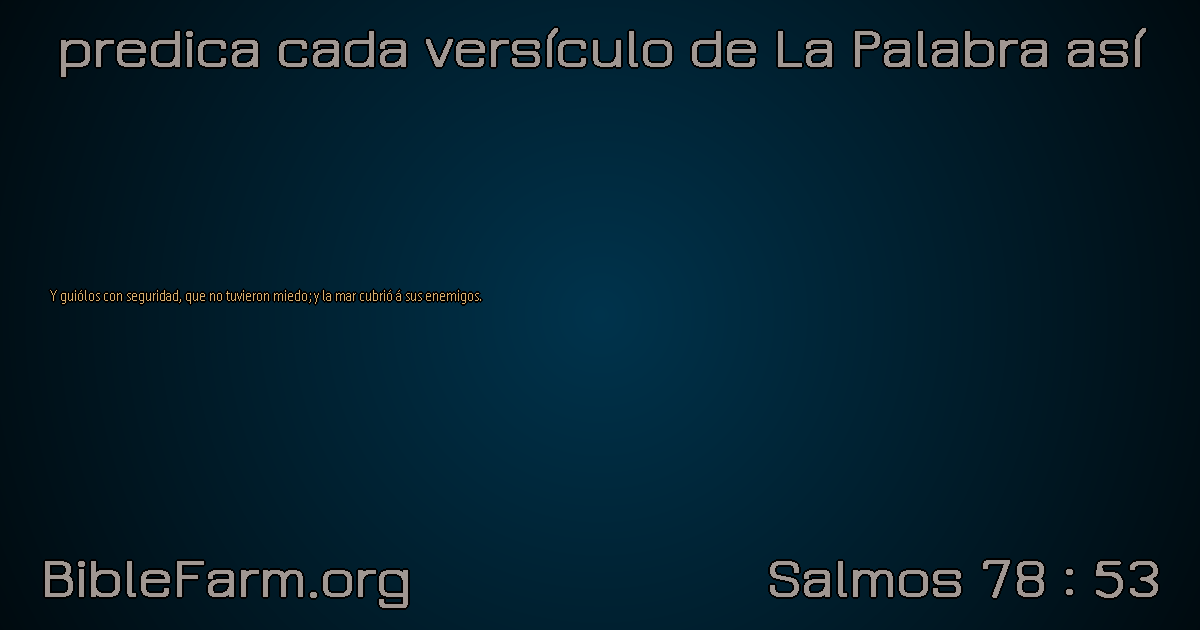 predica cada versículo de La Palabra así
Y guiólos con seguridad, que no tuvieron miedo; y la mar cubrió á sus enemigos.
BibleFarm.org
Salmos 78 : 53